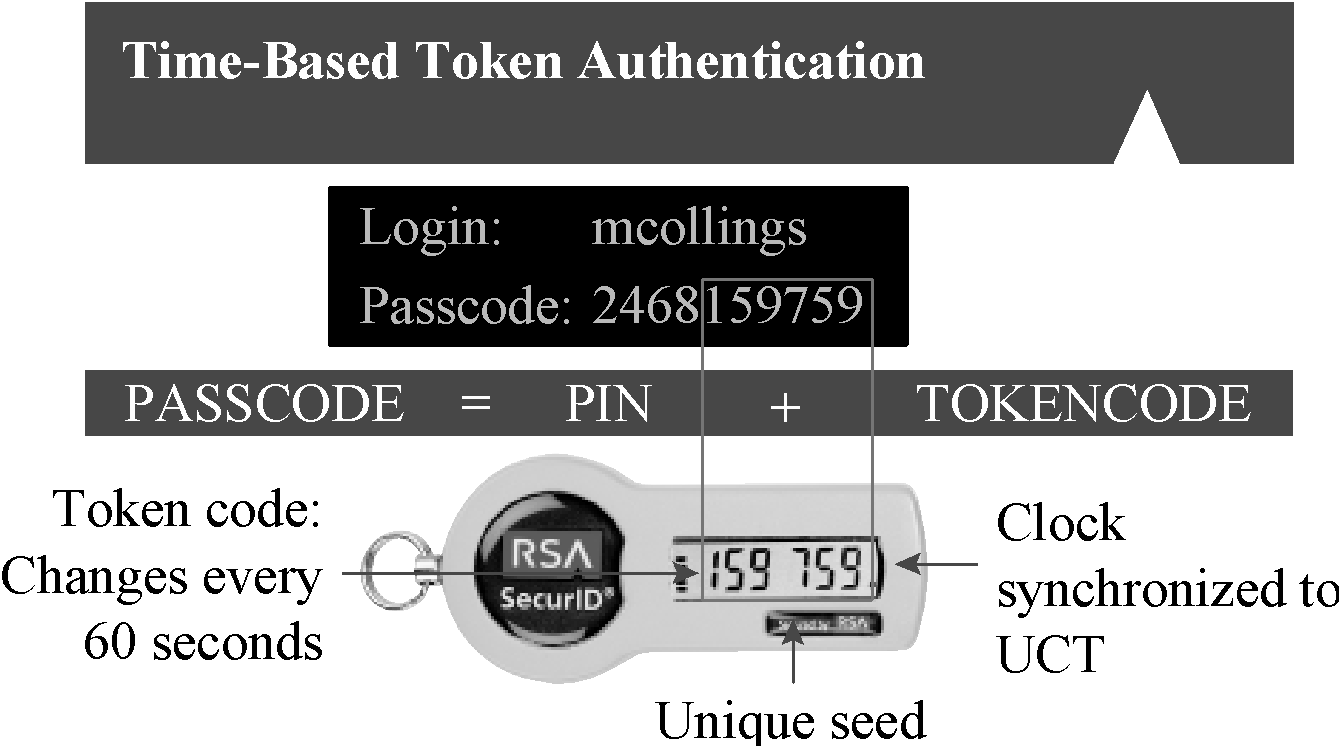 Time-Based Token Authentication
Login: mcollings
Passcode: 2468159759
PASSCODE = PIN + TOKENCODE
Token code:
Changes every
60 seconds
RSA
SecurID®
159 759
RSA
Clock
synchronized to
UCT
Unique seed